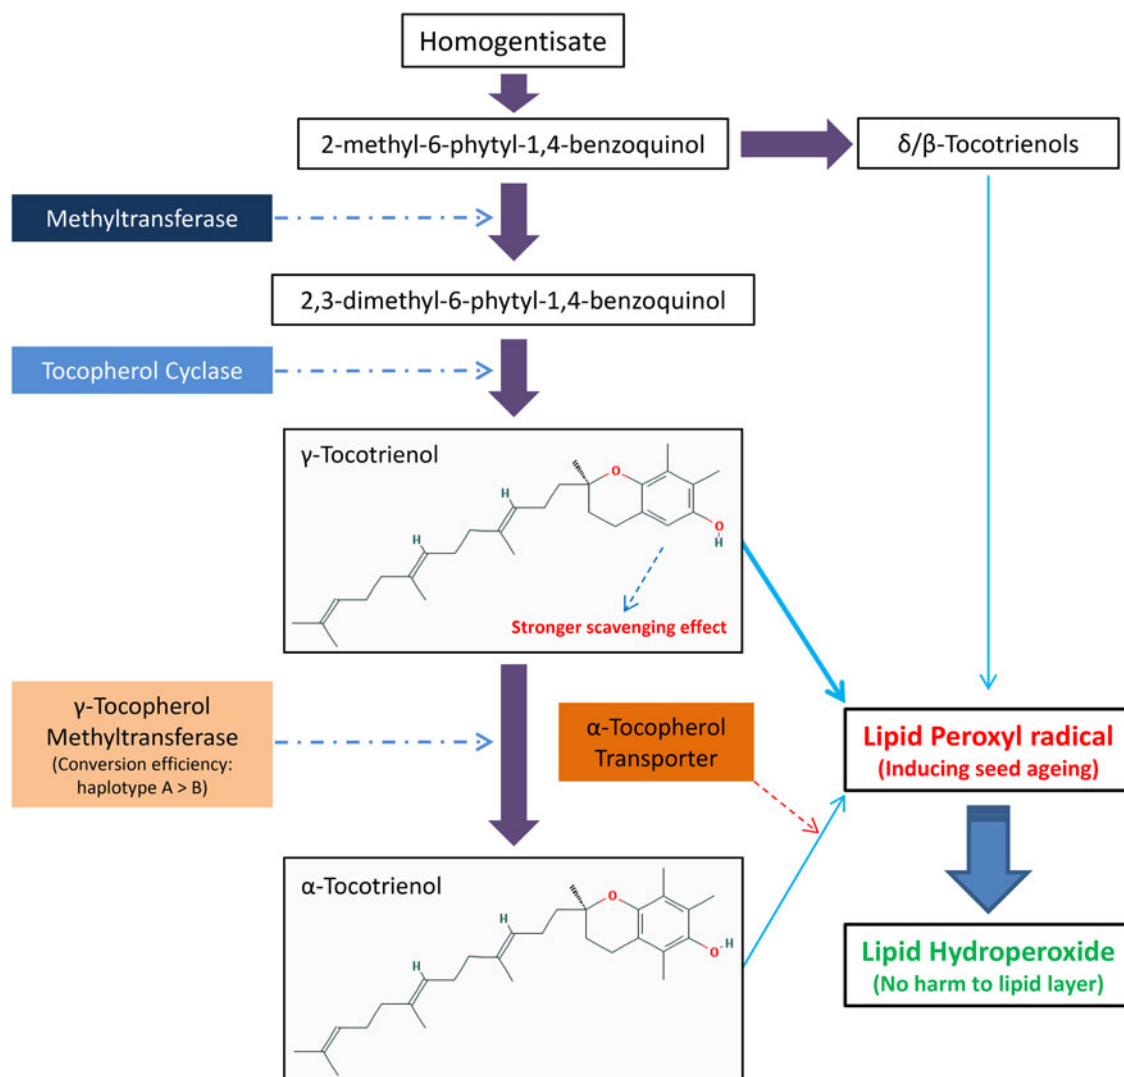 Homogentisate
2-methyl-6-phytyl-1,4-benzoquinol
δ/β-Tocotrienols
Methyltransferase
2,3-dimethyl-6-phytyl-1,4-benzoquinol
Tocopherol Cyclase
γ-Tocotrienol
H
H
O
O
H
Stronger scavenging effect
γ-Tocopherol
Methyltransferase
(Conversion efficiency:
haplotype A > B)
α-Tocopherol
Transporter
Lipid Peroxyl radical
(Inducing seed ageing)
α-Tocotrienol
H
H
O
O
H
Lipid Hydroperoxide
(No harm to lipid layer)